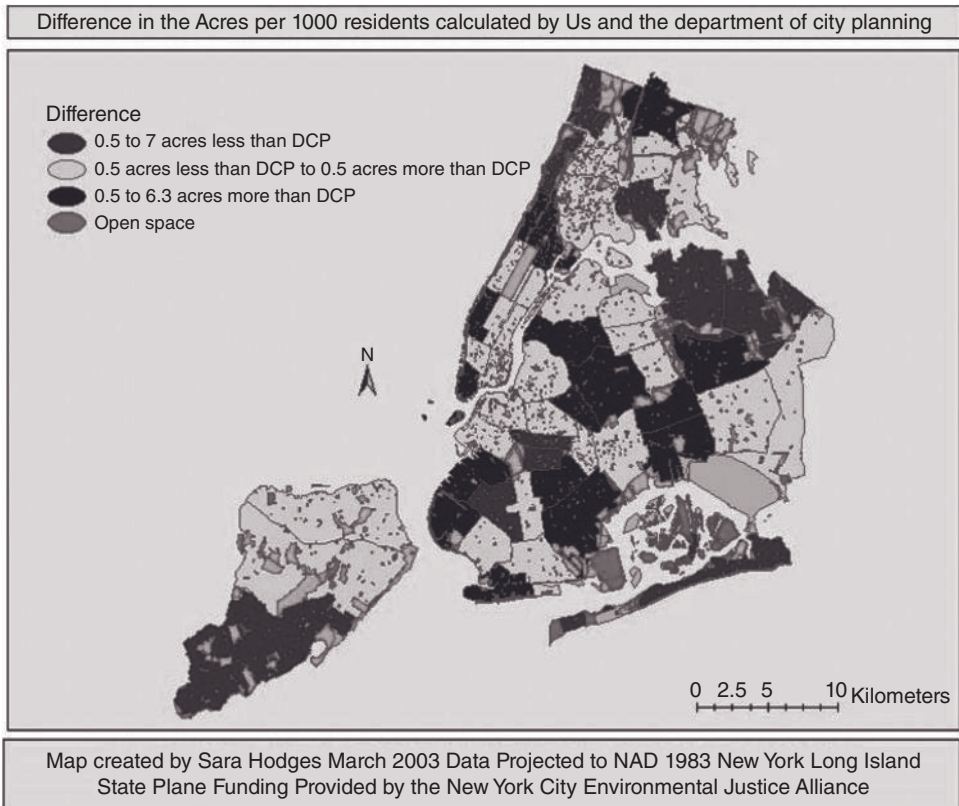 Difference in the Acres per 1000 residents calculated by Us and the department of city planning
Difference
0.5 to 7 acres less than DCP
0.5 acres less than DCP to 0.5 acres more than DCP
0.5 to 6.3 acres more than DCP
Open space
N
0 2.5 5 10 Kilometers
Map created by Sara Hodges March 2003 Data Projected to NAD 1983 New York Long Island
State Plane Funding Provided by the New York City Environmental Justice Alliance